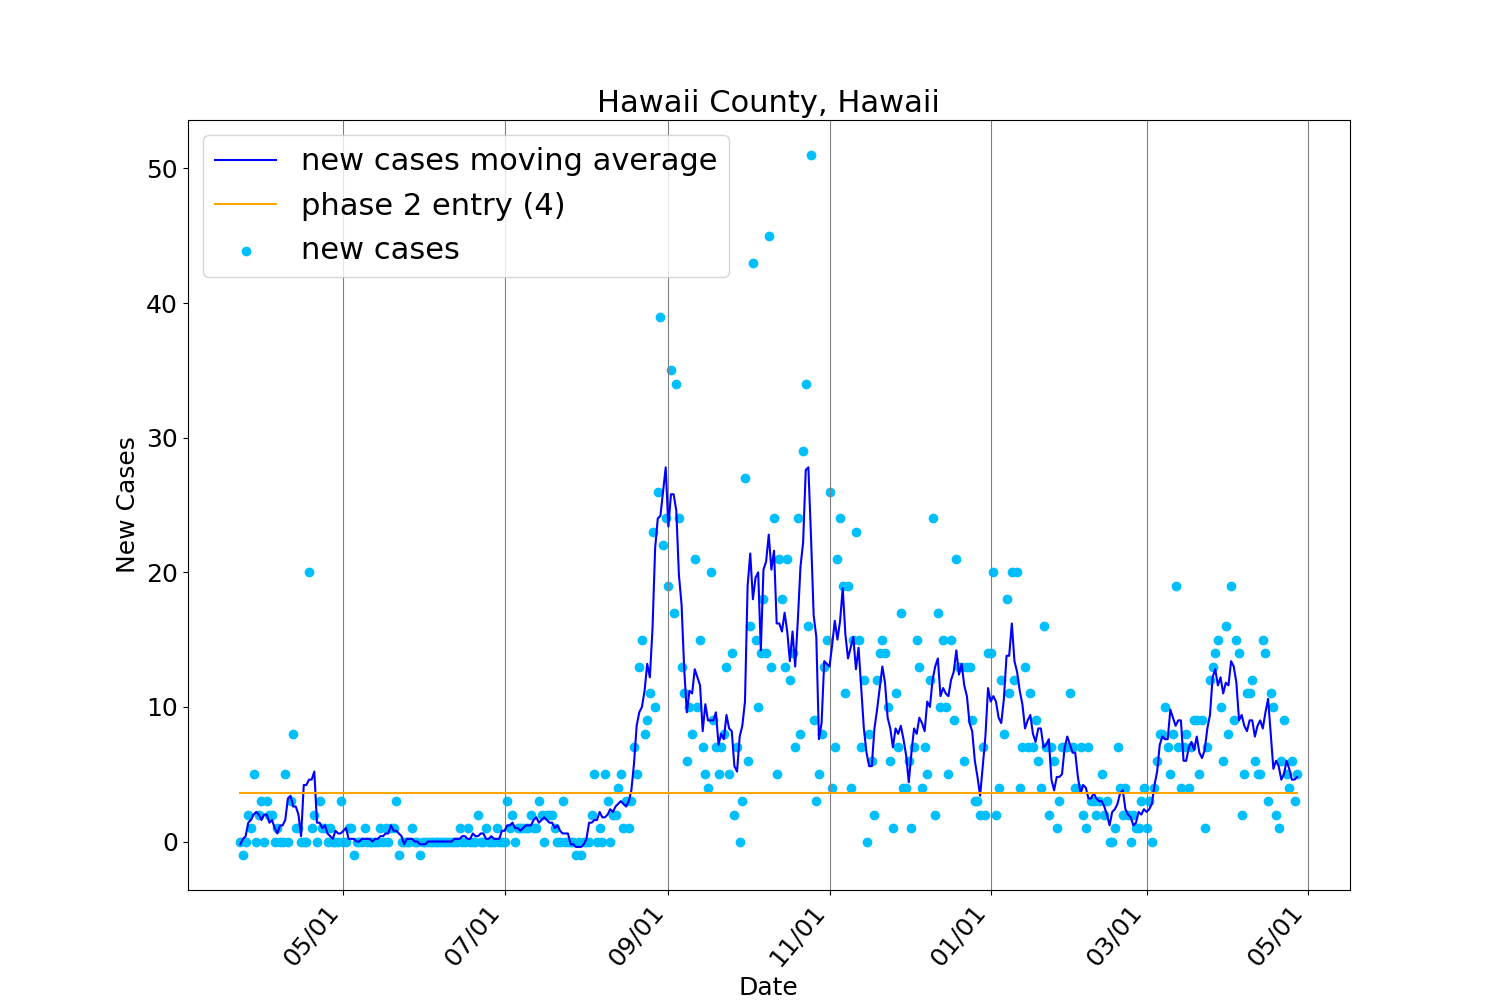 Hawaii County, Hawaii
new cases moving average
phase 2 entry (4)
new cases
50
40
30
20
10
0
New Cases
05/01
07/01
09/01
11/01
01/01
03/01
05/01
Date